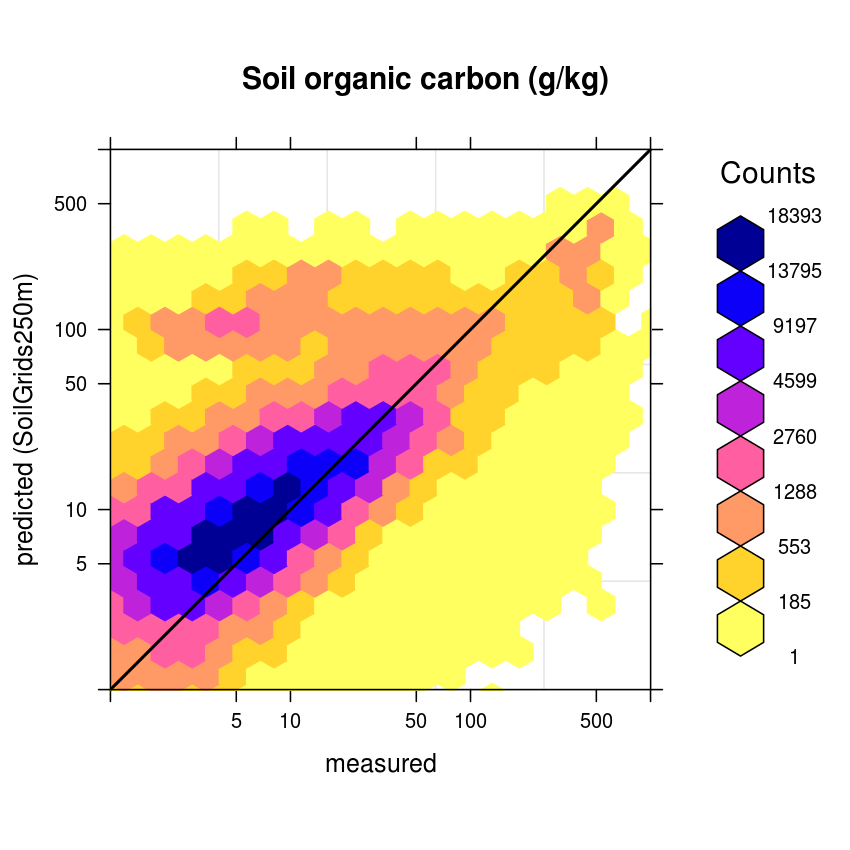 Soil organic carbon (g/kg)
Counts
18393
13795
9197
4599
2760
1288
553
185
1
predicted (SoilGrids250m)
500
100
50
10
5
5 10 50 100 500
measured